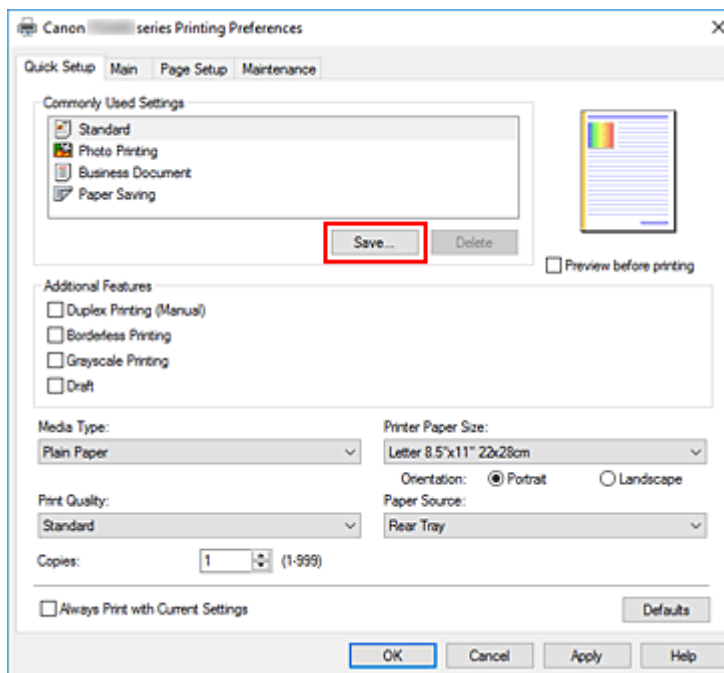 Canon series Printing Preferences
Quick Setup Main Page Setup Maintenance
Commonly Used Settings
Standard
Photo Printing
Business Document
Paper Saving
Save... Delete
Preview before printing
Additional Features
Duplex Printing (Manual)
Borderless Printing
Grayscale Printing
Draft
Media Type: Printer Paper Size:
Plain Paper Letter 8.5"x11" 22x28cm
Orientation: Portrait Landscape
Print Quality: Paper Source:
Standard Rear Tray
Copies: 1 (1-999)
Always Print with Current Settings Defaults
OK Cancel Apply Help